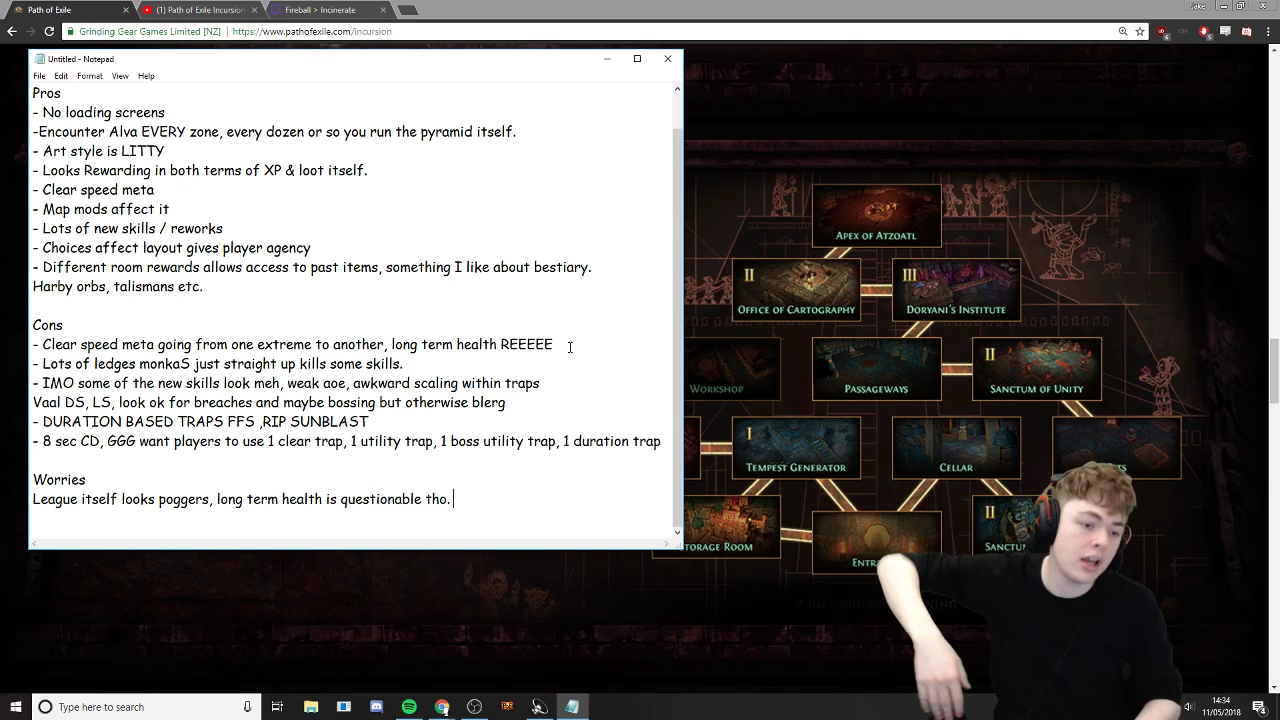 Path of Exile
(1) Path of Exile Incursion
Fireball > Incinerate
Jake
Grinding Gear Games Limited [NZ] | https://www.pathofexile.com/incursion
Untitled - Notepad
File Edit Format View Help
Pros
- No loading screens
-Encounter Alva EVERY zone, every dozen or so you run the pyramid itself.
- Art style is LITTY
- Looks Rewarding in both terms of XP & loot itself.
- Clear speed meta
- Map mods affect it
- Lots of new skills / reworks
- Choices affect layout gives player agency
- Different room rewards allows access to past items, something I like about bestiary.
Harby orbs, talismans etc.
Cons
- Clear speed meta going from one extreme to another, long term health REEEEE
- Lots of ledges monkaS just straight up kills some skills.
- IMO some of the new skills look meh, weak aoe, awkward scaling within traps
Vaal DS, LS, look ok for breaches and maybe bossing but otherwise blerg
- DURATION BASED TRAPS FFS ,RIP SUNBLAST
- 8 sec CD, GGG want players to use 1 clear trap, 1 utility trap, 1 boss utility trap, 1 duration trap
Worries
League itself looks poggers, long term health is questionable tho.
APEX OF ATZOATL
II
OFFICE OF CARTOGRAPHY
III
DORYANI'S INSTITUTE
WORKSHOP
PASSAGEWAYS
II
SANCTUM OF UNITY
I
TEMPEST GENERATOR
CELLAR
STORAGE ROOM
II
7 INCURSIONS
Type here to search
14:34
11/05/2018